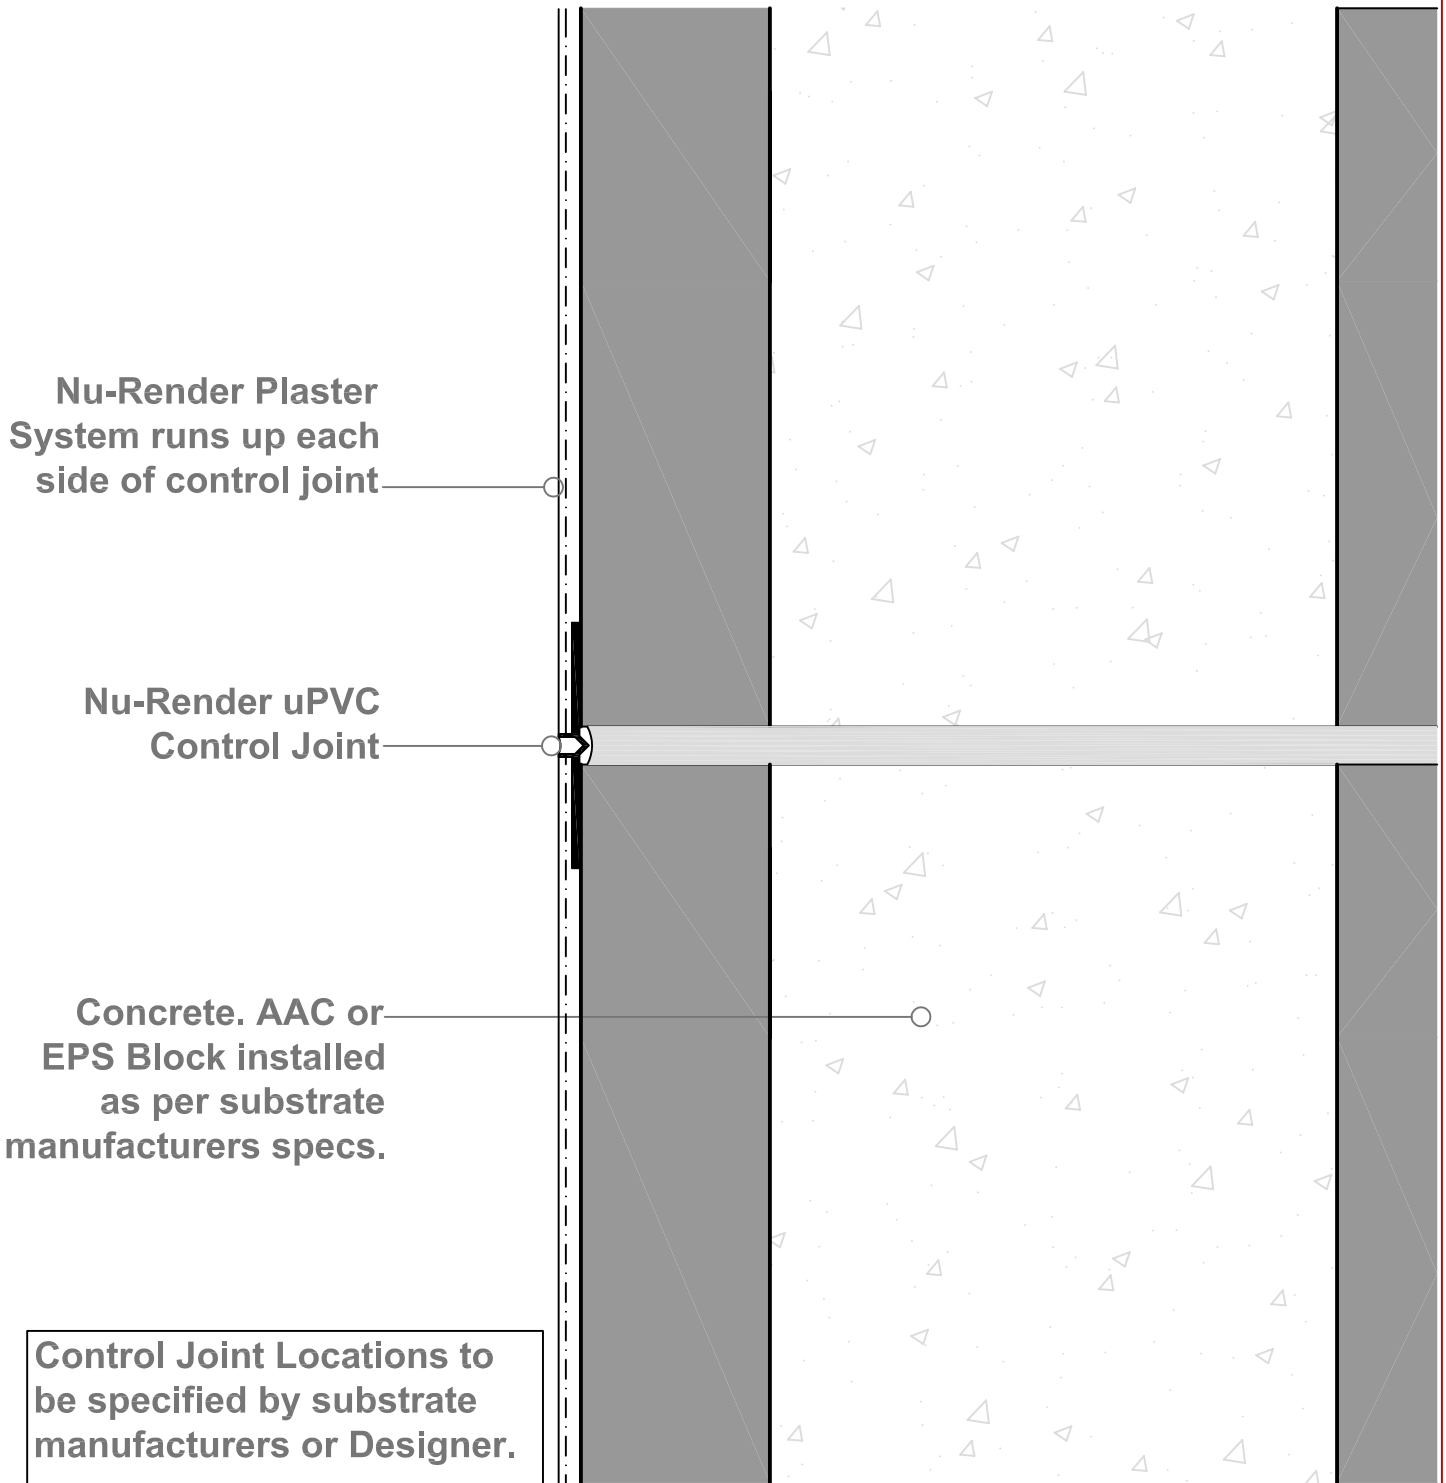 Nu-Render Plaster
System runs up each
side of control joint
Nu-Render uPVC
Control Joint
Concrete. AAC or
EPS Block installed
as per substrate
manufacturers specs.
Control Joint Locations to
be specified by substrate
manufacturers or Designer.